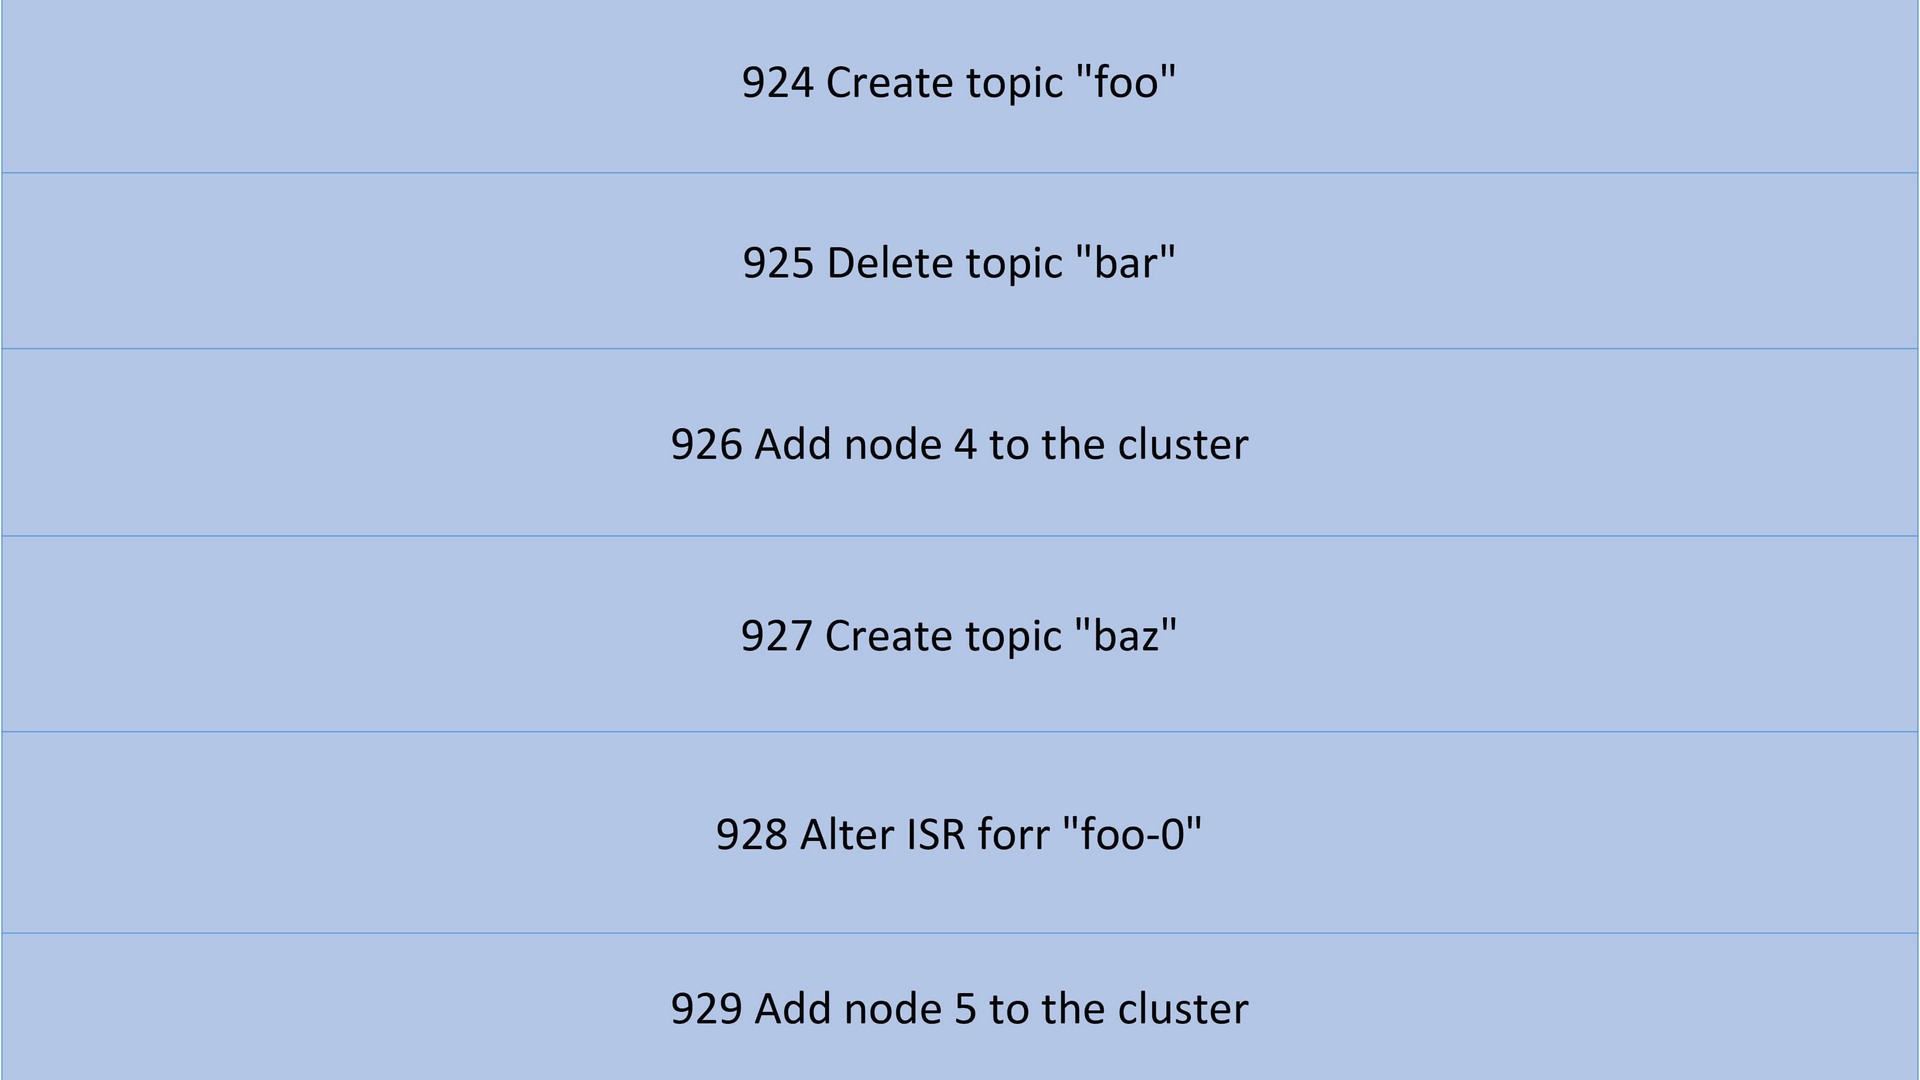 924 Create topic "foo"
925 Delete topic "bar"
926 Add node 4 to the cluster
927 Create topic "baz"
928 Alter ISR forr "foo-0"
929 Add node 5 to the cluster